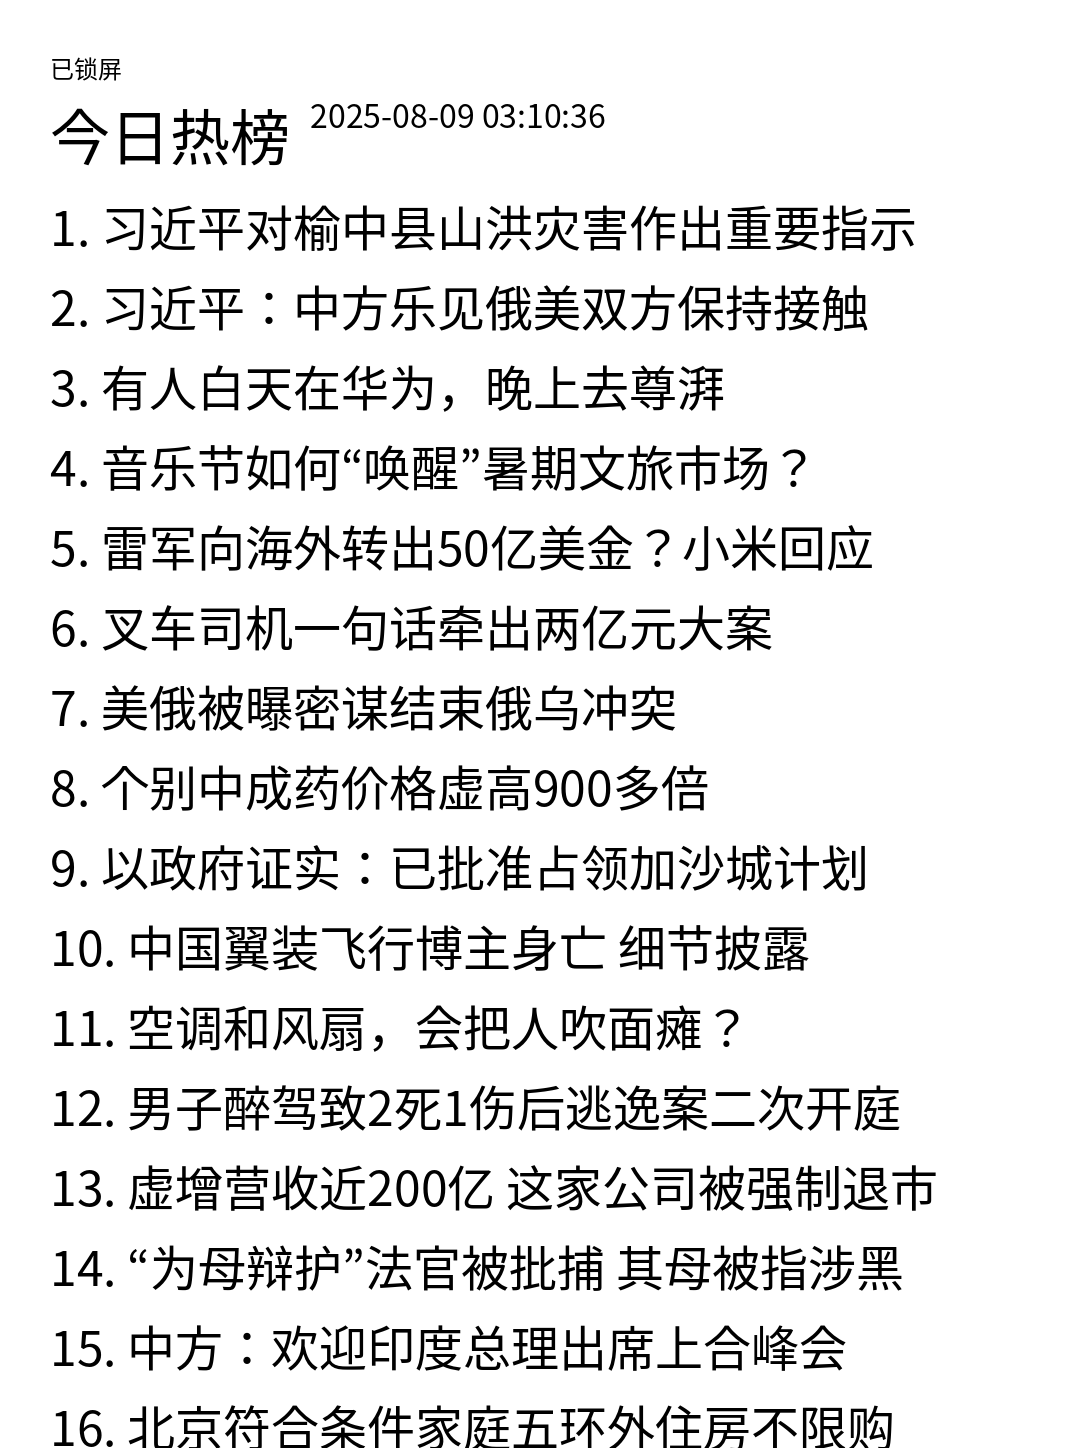 已锁屏
今日热榜 2025-08-09 03:10:36
1. 习近平对榆中县山洪灾害作出重要指示
2. 习近平：中方乐见俄美双方保持接触
3. 有人白天在华为，晚上去尊湃
4. 音乐节如何“唤醒”暑期文旅市场？
5. 雷军向海外转出50亿美金？小米回应
6. 叉车司机一句话牵出两亿元大案
7. 美俄被曝密谋结束俄乌冲突
8. 个别中成药价格虚高900多倍
9. 以政府证实：已批准占领加沙城计划
10. 中国翼装飞行博主身亡 细节披露
11. 空调和风扇，会把人吹面瘫？
12. 男子醉驾致2死1伤后逃逸案二次开庭
13. 虚增营收近200亿 这家公司被强制退市
14. “为母辩护”法官被批捕 其母被指涉黑
15. 中方：欢迎印度总理出席上合峰会
16. 北京符合条件家庭五环外住房不限购